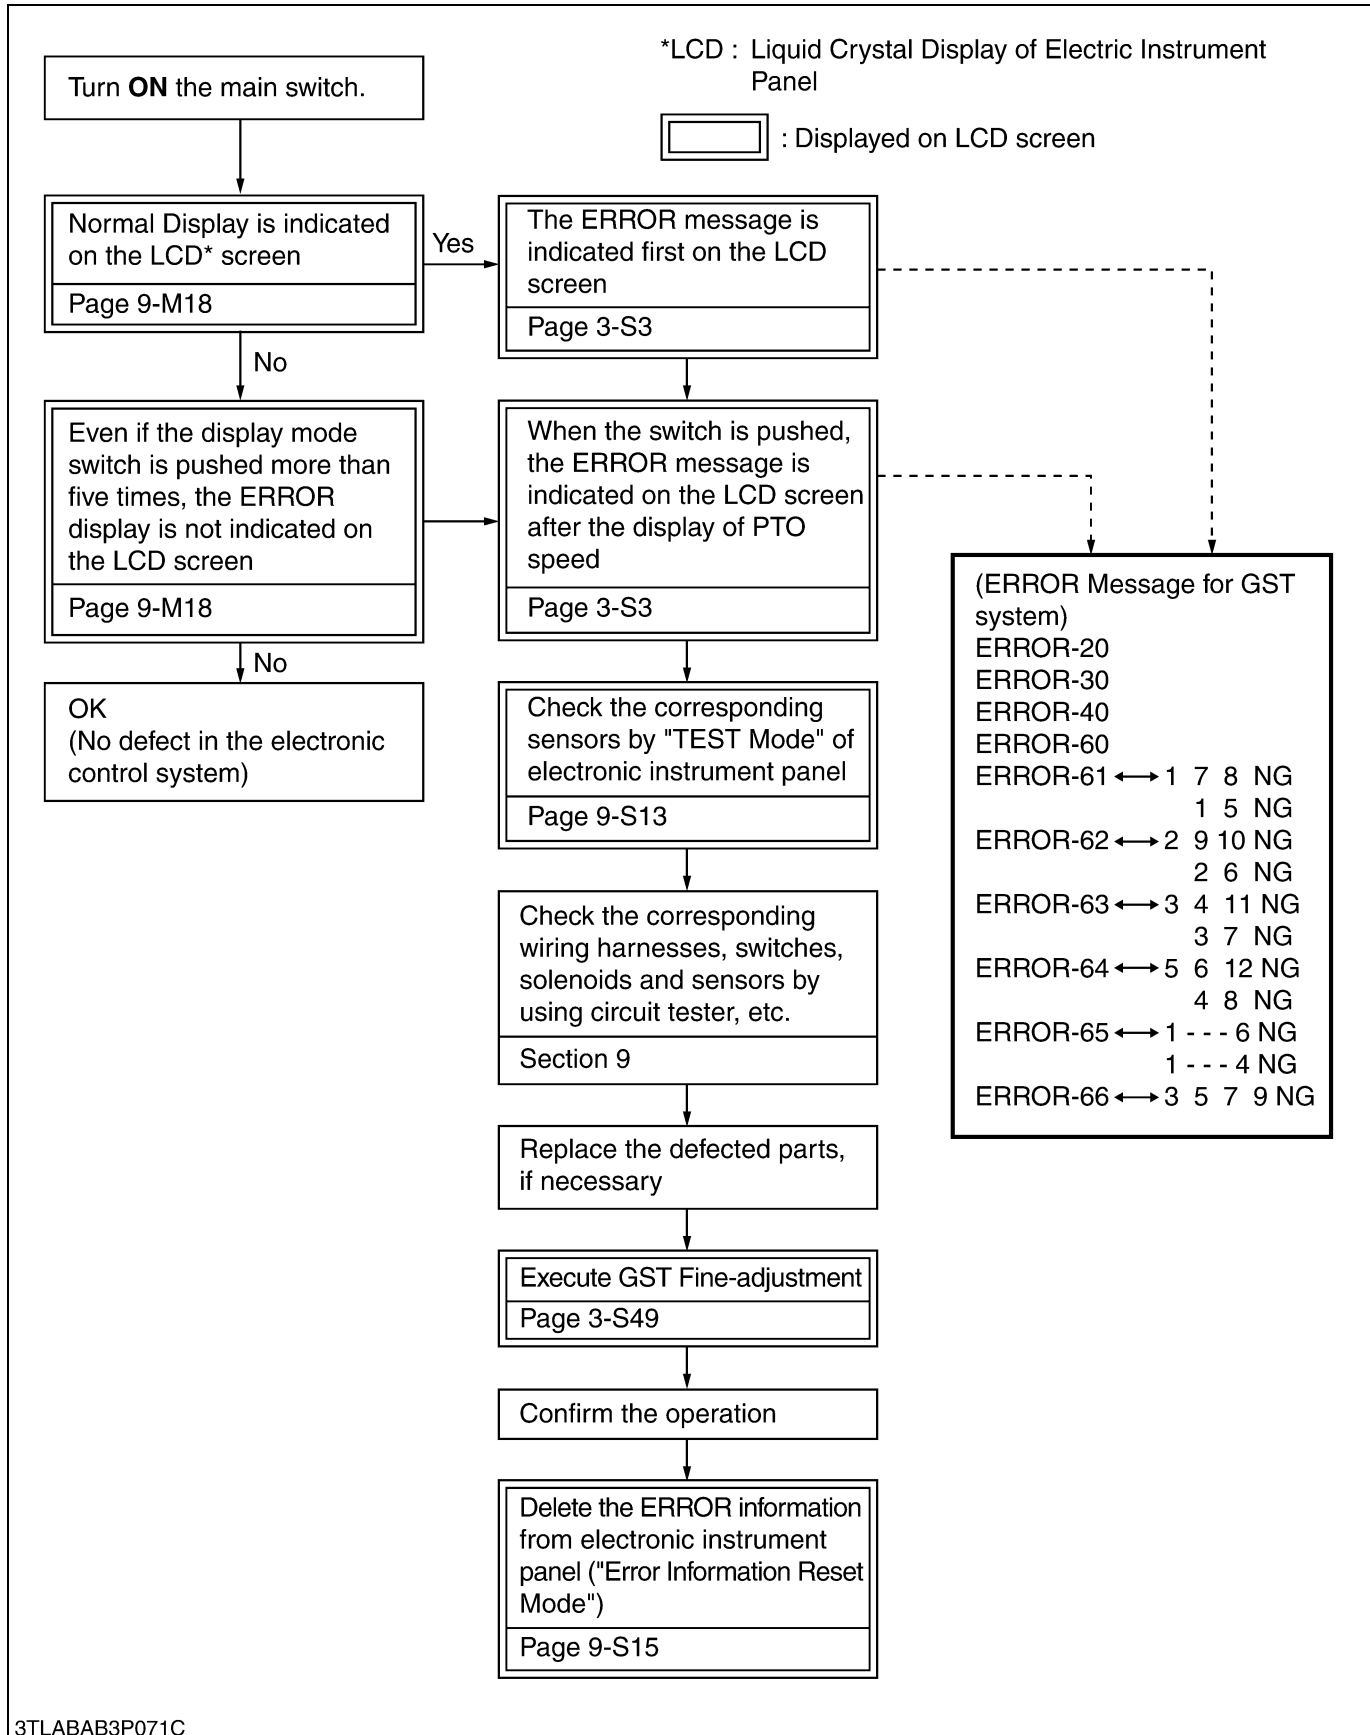 *LCD : Liquid Crystal Display of Electric Instrument
Panel
: Displayed on LCD screen
Turn ON the main switch.
Normal Display is indicated
on the LCD* screen
Page 9-M18
Yes
No
The ERROR message is
indicated first on the LCD
screen
Page 3-S3
Even if the display mode
switch is pushed more than
five times, the ERROR
display is not indicated on
the LCD screen
Page 9-M18
No
When the switch is pushed,
the ERROR message is
indicated on the LCD screen
after the display of PTO
speed
Page 3-S3
OK
(No defect in the electronic
control system)
Check the corresponding
sensors by "TEST Mode" of
electronic instrument panel
Page 9-S13
Check the corresponding
wiring harnesses, switches,
solenoids and sensors by
using circuit tester, etc.
Section 9
Replace the defected parts,
if necessary
Execute GST Fine-adjustment
Page 3-S49
Confirm the operation
Delete the ERROR information
from electronic instrument
panel ("Error Information Reset
Mode")
Page 9-S15
(ERROR Message for GST
system)
ERROR-20
ERROR-30
ERROR-40
ERROR-60
ERROR-61 ↔ 1 7 8 NG
1 5 NG
ERROR-62 ↔ 2 9 10 NG
2 6 NG
ERROR-63 ↔ 3 4 11 NG
3 7 NG
ERROR-64 ↔ 5 6 12 NG
4 8 NG
ERROR-65 ↔ 1 - - - 6 NG
1 - - - 4 NG
ERROR-66 ↔ 3 5 7 9 NG
3TLABAB3P071C